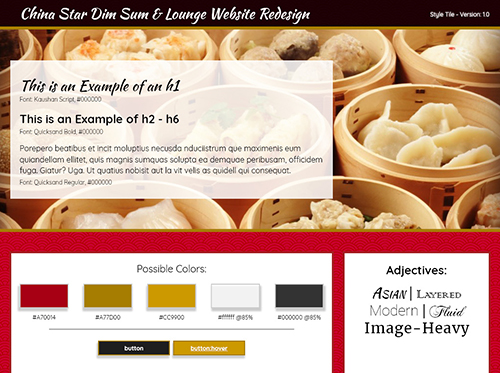 China Star Dim Sum & Lounge Website Redesign
Style Tile - Version: 1.0
This is an Example of an h1
Font: Kaushan Script, #000000
This is an Example of h2 - h6
Font: Quicksand Bold, #000000
Porepero beatibus et incit moluptius necusda nduciistrum que maximenis eum
quiandellam ellitet, quis magnis sumquas solupta ea demquae peribusam, officidem
fuga. Giatur? Uga. Ut quatius nobisit aut la vit velis as quidell qui consequat.
Font: Quicksand Regular, #000000
Possible Colors:
#A70014 #A77D00 #CC9900 #ffffff @85% #000000 @85%
button button:hover
Adjectives:
Asian | Layered
Modern | Fluid
Image-Heavy